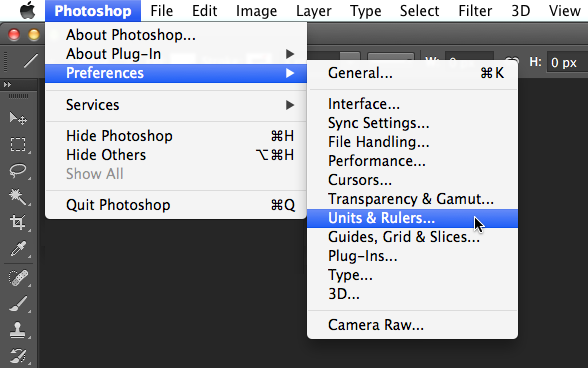 Photoshop File Edit Image Layer Type Select Filter 3D View
About Photoshop...
About Plug-In
Preferences
Services
Hide Photoshop ⌘H
Hide Others ⌥⌘H
Show All
Quit Photoshop ⌘Q
H: 0 px
General... ⌘K
Interface...
Sync Settings...
File Handling...
Performance...
Cursors...
Transparency & Gamut...
Units & Rulers...
Guides, Grid & Slices...
Plug-Ins...
Type...
3D...
Camera Raw...